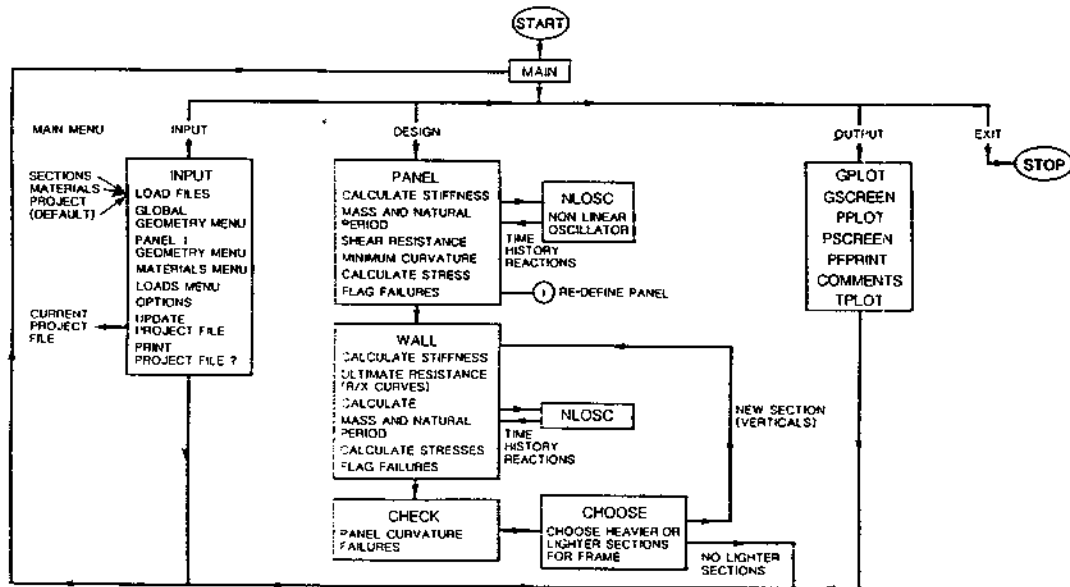 START
MAIN
MAIN MENU
INPUT
DESIGN
OUTPUT
EXIT
STOP
SECTIONS
MATERIALS
PROJECT
(DEFAULT)
INPUT
LOAD FILES
GLOBAL
GEOMETRY MENU
PANEL :
GEOMETRY MENU
MATERIALS MENU
LOADS MENU
OPTIONS
UPDATE
PROJECT FILE
PRINT
PROJECT FILE ?
CURRENT
PROJECT
FILE
PANEL
CALCULATE STIFFNESS
MASS AND NATURAL
PERIOD
SHEAR RESISTANCE
MINIMUM CURVATURE
CALCULATE STRESS
FLAG FAILURES
NLOSC
NON LINEAR
OSCILLATOR
TIME
HISTORY
REACTIONS
RE-DEFINE PANEL
WALL
CALCULATE STIFFNESS
ULTIMATE RESISTANCE
(R/X CURVES)
CALCULATE
MASS AND NATURAL
PERIOD
CALCULATE STRESSES
FLAG FAILURES
NLOSC
TIME
HISTORY
REACTIONS
NEW SECTION
(VERTICALS)
CHECK
PANEL CURVATURE
FAILURES
CHOOSE
CHOOSE HEAVIER OR
LIGHTER SECTIONS
FOR FRAME
NO LIGHTER
SECTIONS
GPLOT
GSCREEN
PPLOT
PSCREEN
PFPRINT
COMMENTS
TPLOT